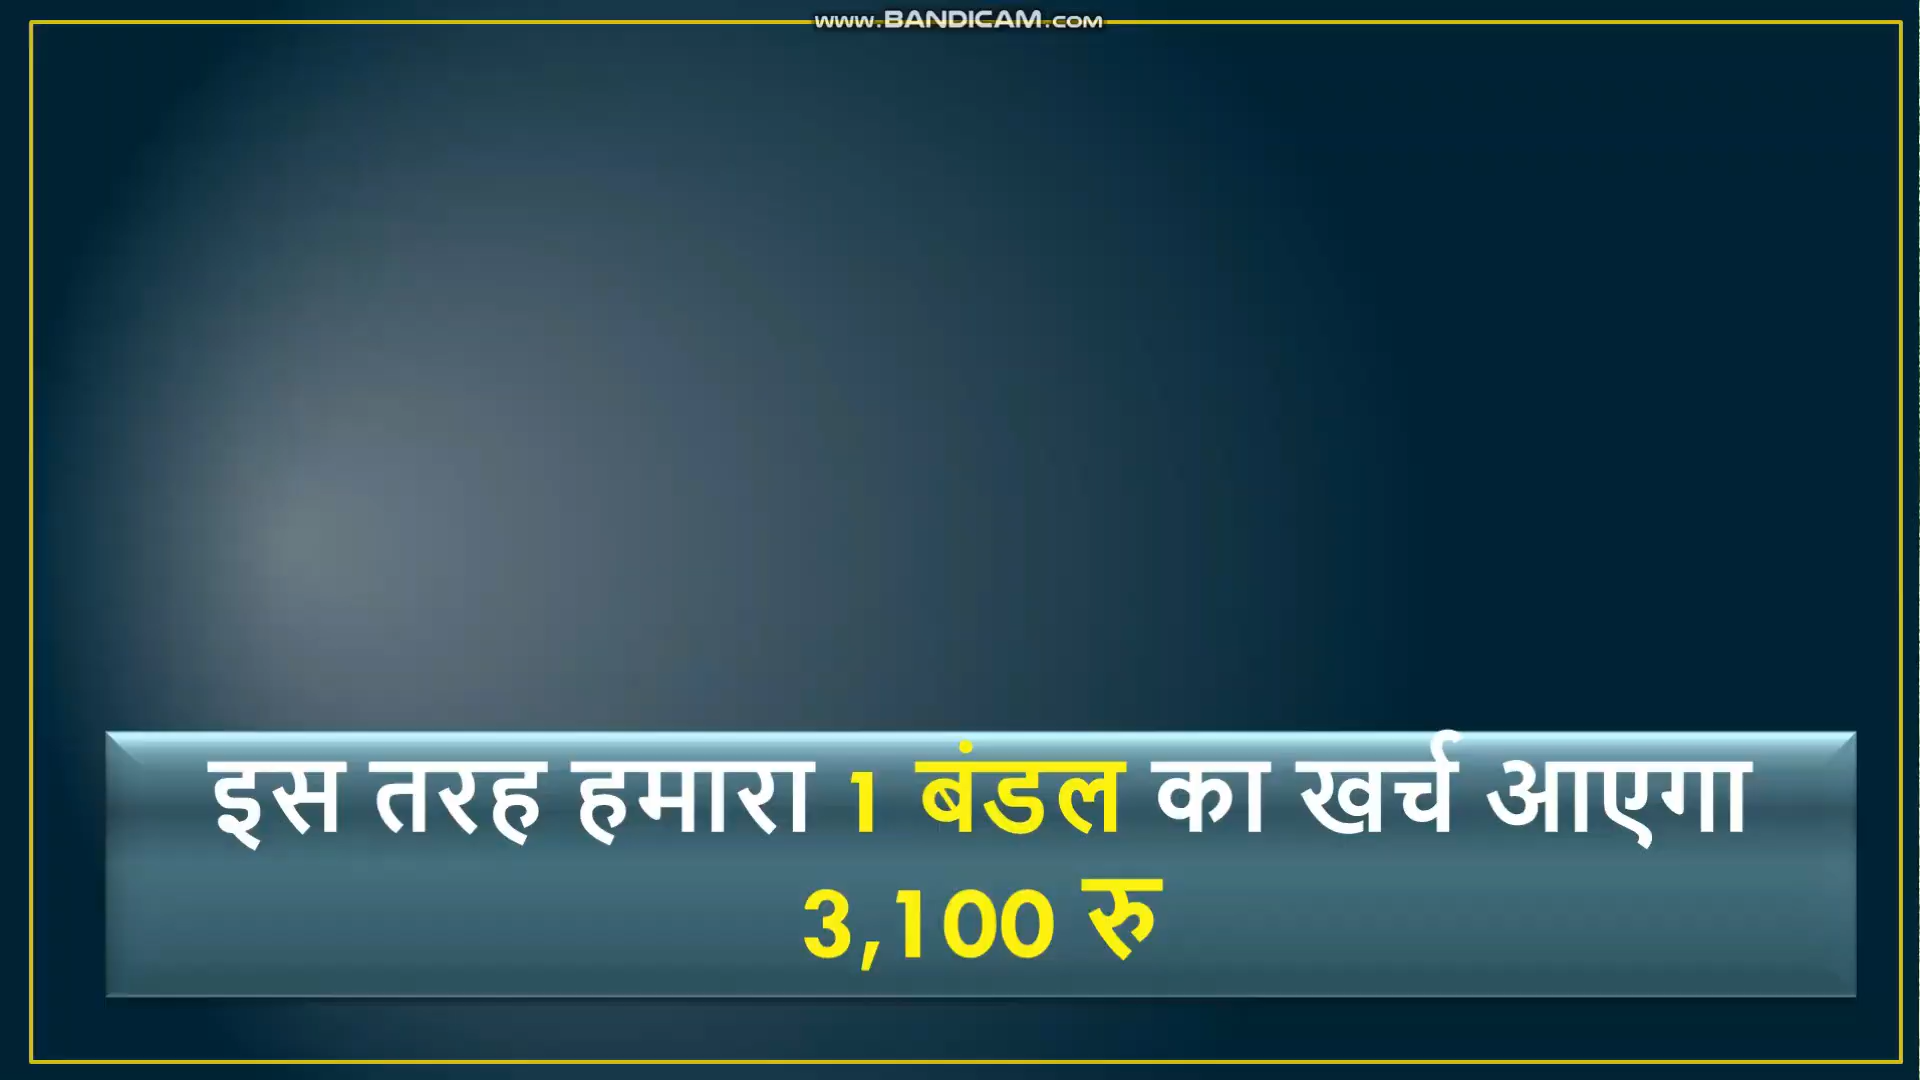 www.BANDICAM.com
इस तरह हमारा 1 बंडल का खर्च आएगा
3,100 रु